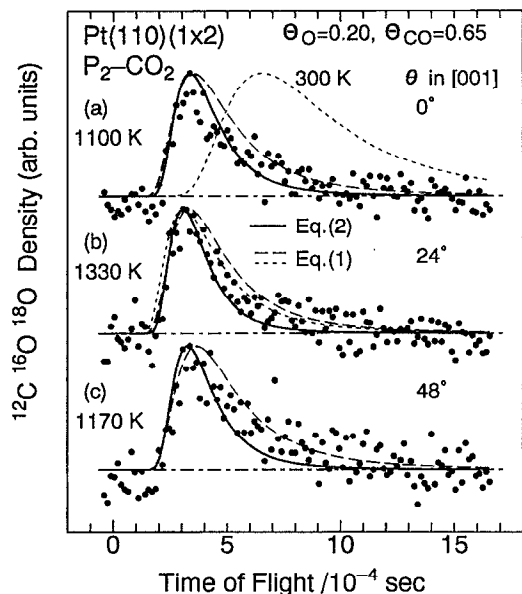 Pt(110)(1x2)
Θ_O=0.20, Θ_CO=0.65
P₂–CO₂
300 K
θ in [001]
(a)
0°
1100 K
Eq.(2)
Eq.(1)
(b)
24°
1330 K
(c)
48°
1170 K
¹²C ¹⁶O ¹⁸O Density (arb. units)
0 5 10 15
Time of Flight /10⁻⁴ sec